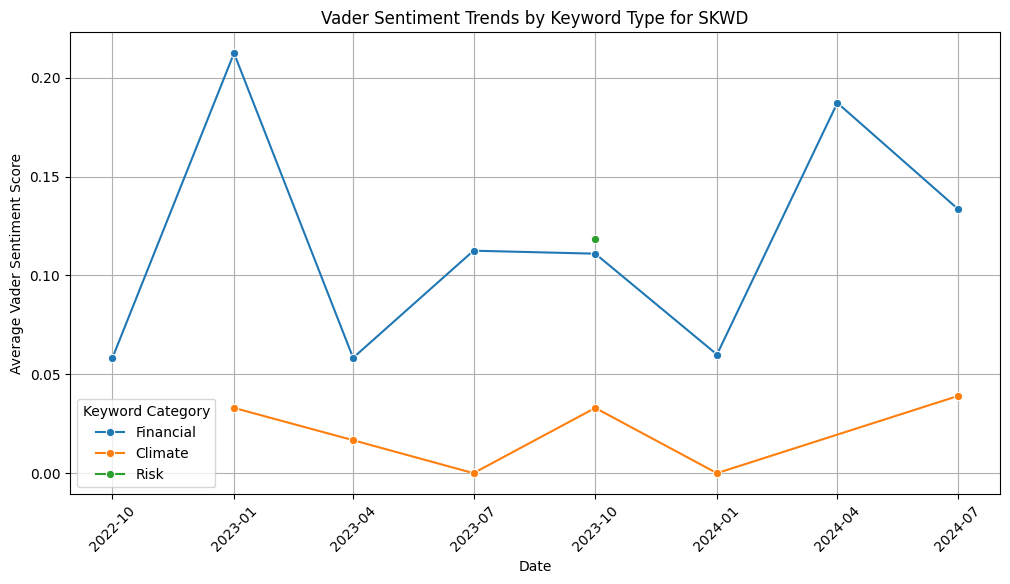 Vader Sentiment Trends by Keyword Type for SKWD
Average Vader Sentiment Score
0.20
0.15
0.10
0.05
0.00
Keyword Category
Financial
Climate
Risk
2022-10
2023-01
2023-04
2023-07
2023-10
2024-01
2024-04
2024-07
Date